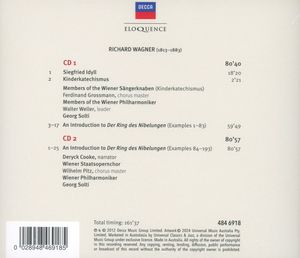 DECCA
ELOQUENCE
RICHARD WAGNER (1813-1883)
CD 1 80'40
1 Siegfried Idyll 18'20
2 Kinderkatechismus 2'21
Members of the Wiener Sängerknaben (Kinderkatechismus)
Ferdinand Grossmann, chorus master
Members of the Wiener Philharmoniker
Walter Weller, leader
Georg Solti
3–17 An Introduction to Der Ring des Nibelungen (Examples 1–83) 59'49
CD 2 80'57
1–25 An Introduction to Der Ring des Nibelungen (Examples 84–193) 80'57
Deryck Cooke, narrator
Wiener Staatsopernchor
Wilhelm Pitz, chorus master
Wiener Philharmoniker
Georg Solti
Total timing: 161'37
484 6918
0 028948 469185